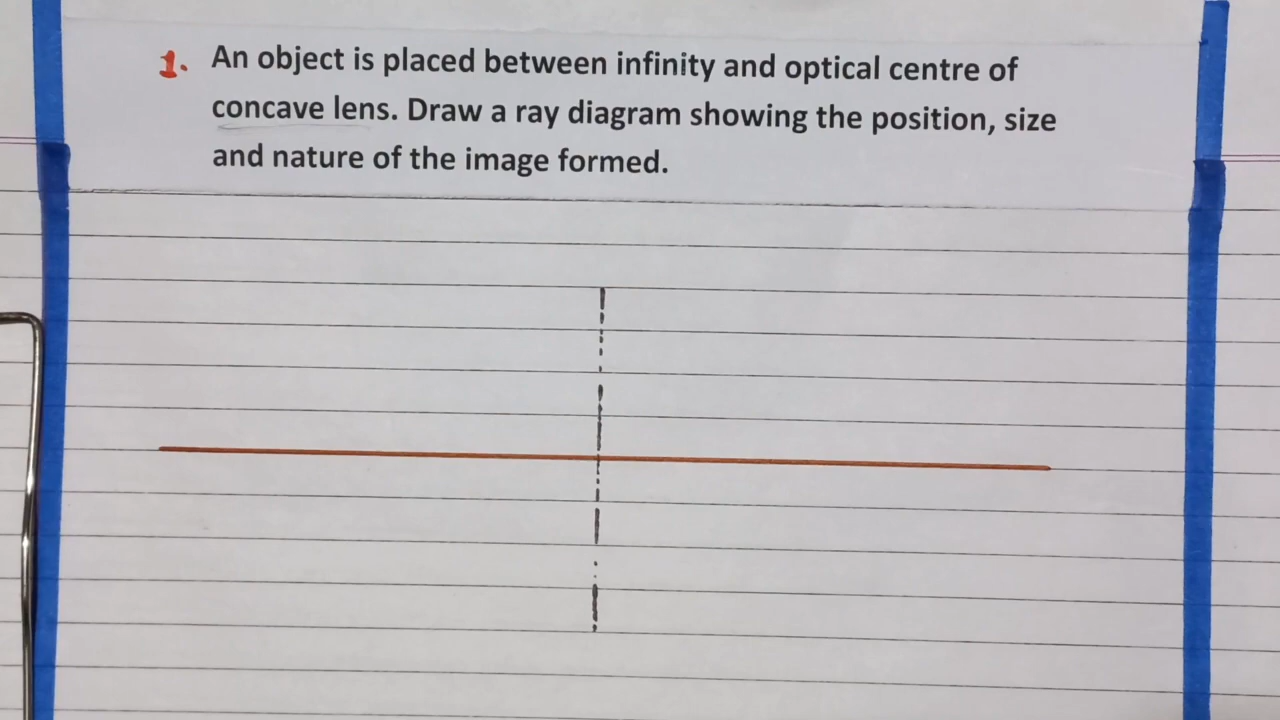 1. An object is placed between infinity and optical centre of
concave lens. Draw a ray diagram showing the position, size
and nature of the image formed.